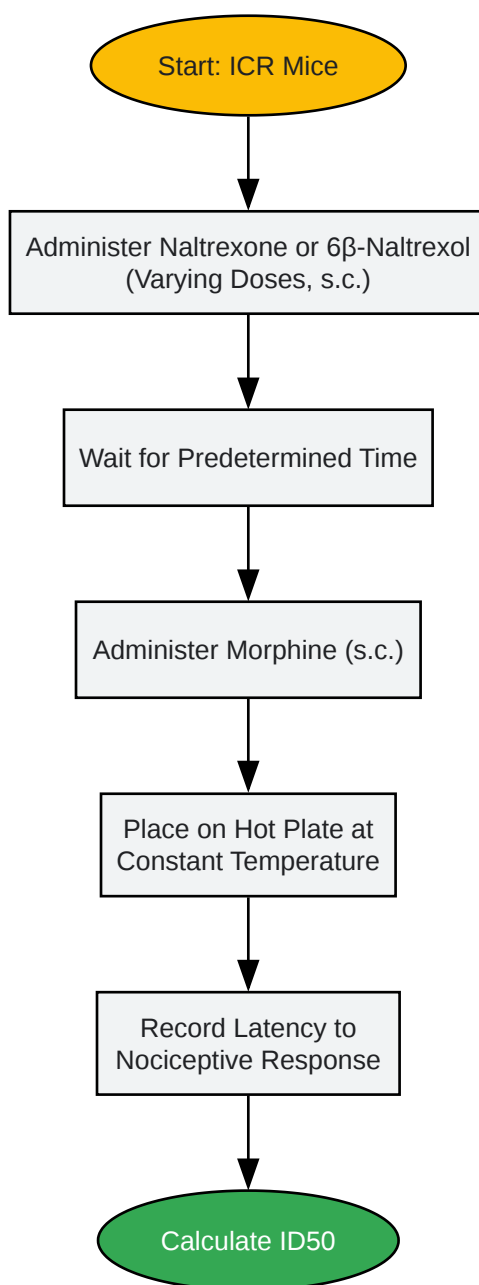 Start: ICR Mice
Administer Naltrexone or 6β-Naltrexol
(Varying Doses, s.c.)
Wait for Predetermined Time
Administer Morphine (s.c.)
Place on Hot Plate at
Constant Temperature
Record Latency to
Nociceptive Response
Calculate ID50